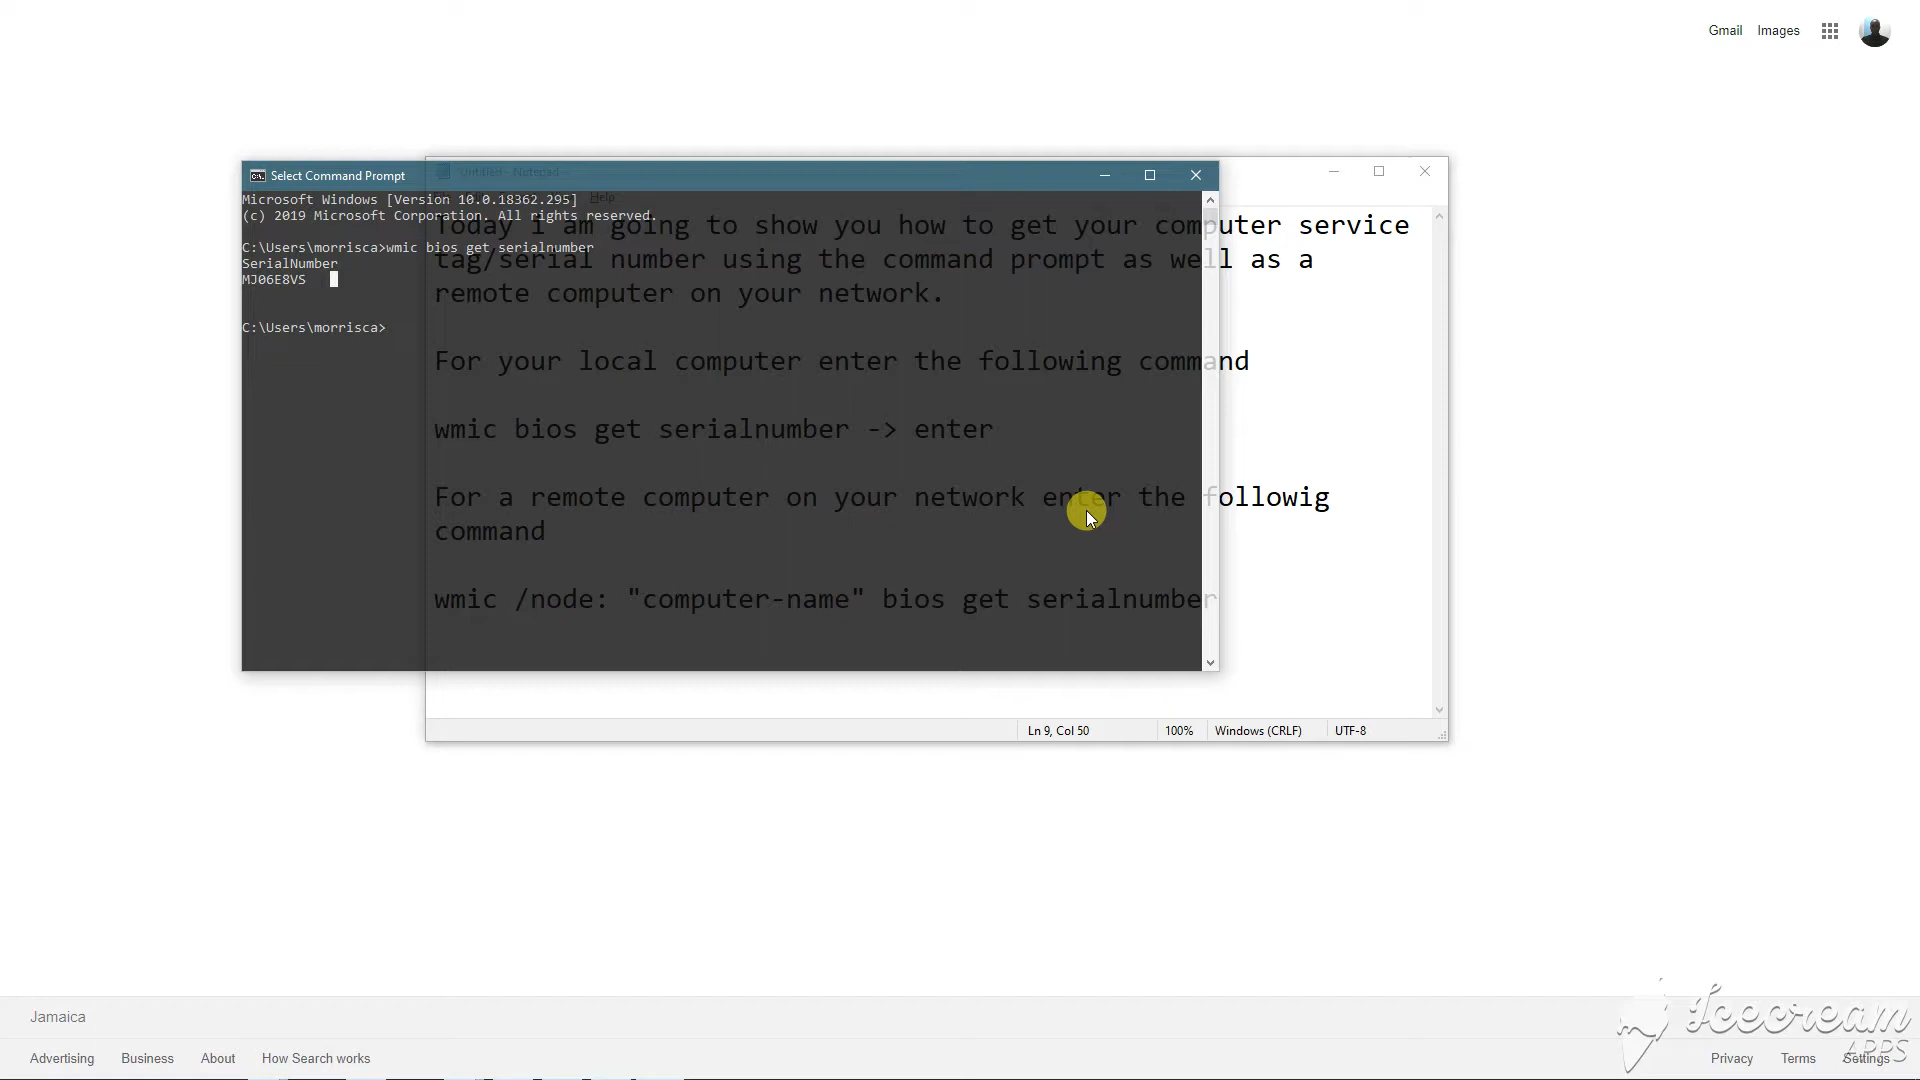 Gmail Images
Select Command Prompt
Untitled - Notepad
Help
Microsoft Windows [Version 10.0.18362.295]
(c) 2019 Microsoft Corporation. All rights reserved.
C:\Users\morrisca>wmic bios get serialnumber
SerialNumber
MJ06E8VS
C:\Users\morrisca>
Today i am going to show you how to get your computer service
tag/serial number using the command prompt as well as a
remote computer on your network.
For your local computer enter the following command
wmic bios get serialnumber -> enter
For a remote computer on your network enter the followig
command
wmic /node: "computer-name" bios get serialnumber
Ln 9, Col 50 100% Windows (CRLF) UTF-8
Jamaica
Advertising Business About How Search works
Privacy Terms Settings
Icecream
APPS